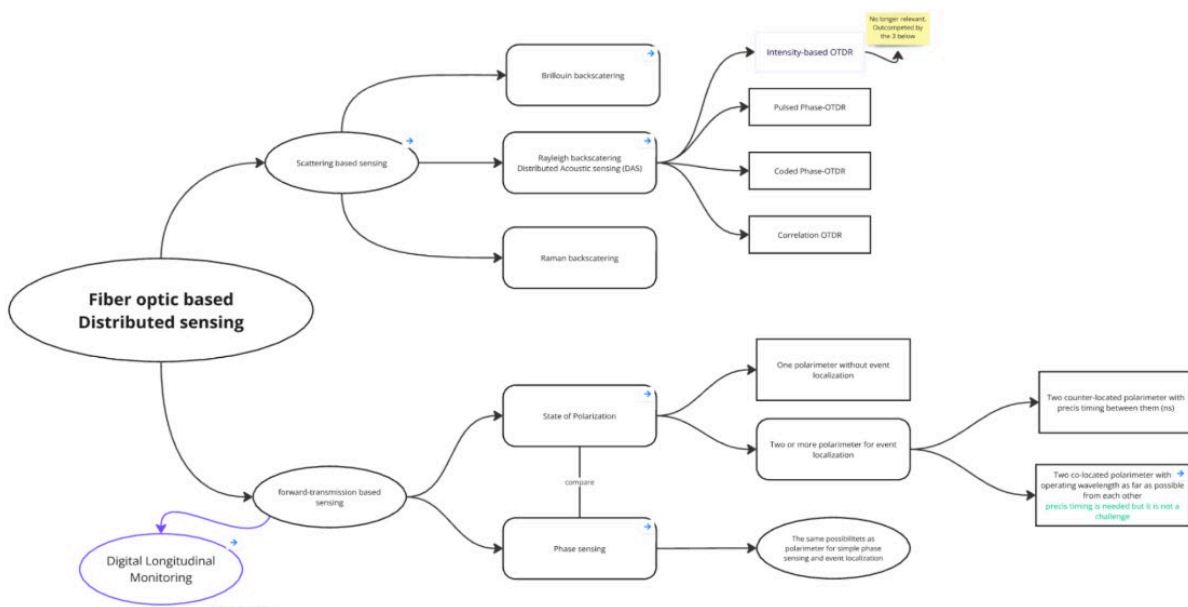 No longer relevant.
Outcompeted by
the 3 below
Intensity-based OTDR
Brillouin backscatering
Pulsed Phase-OTDR
Scattering based sensing
Rayleigh backscattering
Distributed Acoustic sensing (DAS)
Coded Phase-OTDR
Correlation OTDR
Raman backscattering
Fiber optic based
Distributed sensing
One polarimeter without event
localization
State of Polarization
Two or more polarimeter for event
localization
Two counter-located polarimeter with
precis timing between them (ns)
Two co-located polarimeter with
operating wavelength as far as possible
from each other
precis timing is needed but it is not a
challenge
compare
forward-transmission based
sensing
Phase sensing
The same possibilitets as
polarimeter for simple phase
sensing and event localization
Digital Longitudinal
Monitoring